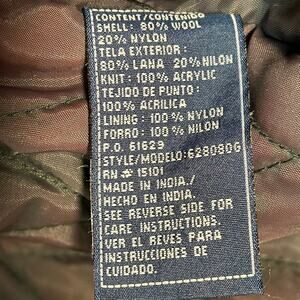 CONTENT/CONTENIDO
SHELL: 80% WOOL
20% NYLON
TELA EXTERIOR:
80% LANA 20% NILON
KNIT: 100% ACRYLIC
TEJIDO DE PUNTO:
100% ACRILICA
LINING: 100% NYLON
FORRO: 100% NILON
P.O. 61629
STYLE/MODELO:628080G
RN# 15101
MADE IN INDIA./
HECHO EN INDIA.
SEE REVERSE SIDE FOR
CARE INSTRUCTIONS.
VER EL REVES PARA
INSTRUCCIONES DE
CUIDADO.